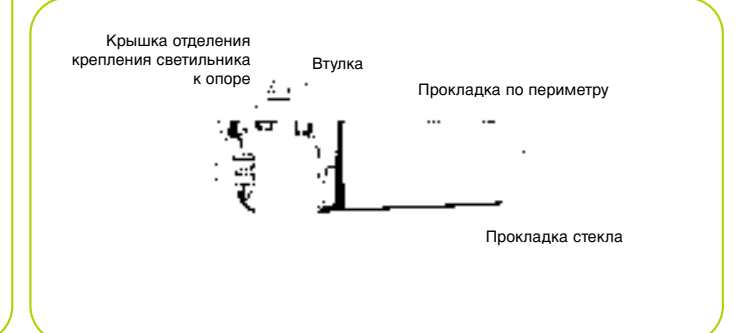 Крышка отделения
крепления светильника
к опоре
Втулка
Прокладка по периметру
Прокладка стекла